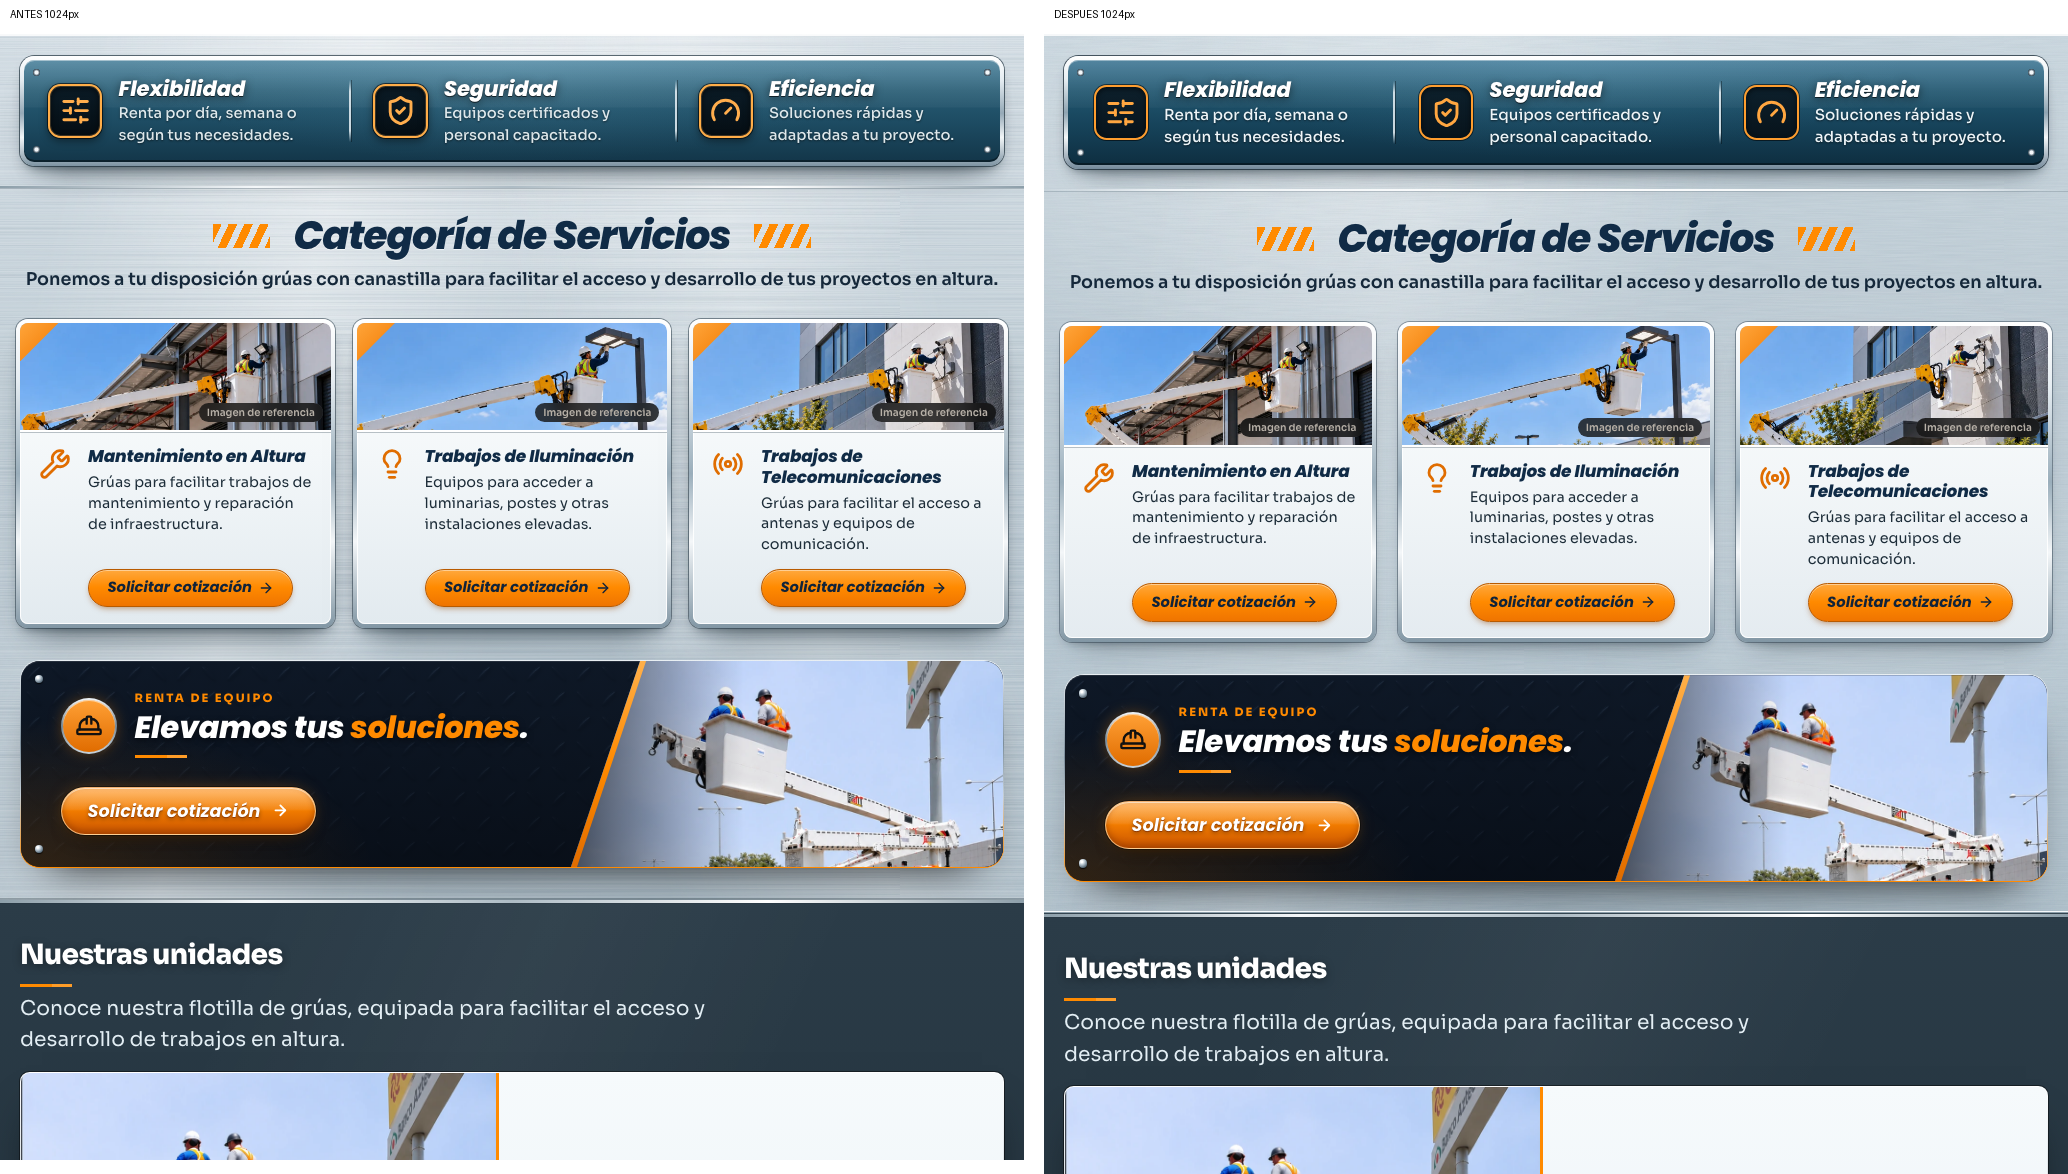 ANTES 1024px
Flexibilidad
Renta por día, semana o
según tus necesidades.
Seguridad
Equipos certificados y
personal capacitado.
Eficiencia
Soluciones rápidas y
adaptadas a tu proyecto.
Categoría de Servicios
Ponemos a tu disposición grúas con canastilla para facilitar el acceso y desarrollo de tus proyectos en altura.
Imagen de referencia
Mantenimiento en Altura
Grúas para facilitar trabajos de
mantenimiento y reparación
de infraestructura.
Solicitar cotización
Imagen de referencia
Trabajos de Iluminación
Equipos para acceder a
luminarias, postes y otras
instalaciones elevadas.
Solicitar cotización
Imagen de referencia
Trabajos de
Telecomunicaciones
Grúas para facilitar el acceso a
antenas y equipos de
comunicación.
Solicitar cotización
RENTA DE EQUIPO
Elevamos tus soluciones.
Solicitar cotización
Nuestras unidades
Conoce nuestra flotilla de grúas, equipada para facilitar el acceso y
desarrollo de trabajos en altura.
DESPUES 1024px
Flexibilidad
Renta por día, semana o
según tus necesidades.
Seguridad
Equipos certificados y
personal capacitado.
Eficiencia
Soluciones rápidas y
adaptadas a tu proyecto.
Categoría de Servicios
Ponemos a tu disposición grúas con canastilla para facilitar el acceso y desarrollo de tus proyectos en altura.
Imagen de referencia
Mantenimiento en Altura
Grúas para facilitar trabajos de
mantenimiento y reparación
de infraestructura.
Solicitar cotización
Imagen de referencia
Trabajos de Iluminación
Equipos para acceder a
luminarias, postes y otras
instalaciones elevadas.
Solicitar cotización
Imagen de referencia
Trabajos de
Telecomunicaciones
Grúas para facilitar el acceso a
antenas y equipos de
comunicación.
Solicitar cotización
RENTA DE EQUIPO
Elevamos tus soluciones.
Solicitar cotización
Nuestras unidades
Conoce nuestra flotilla de grúas, equipada para facilitar el acceso y
desarrollo de trabajos en altura.